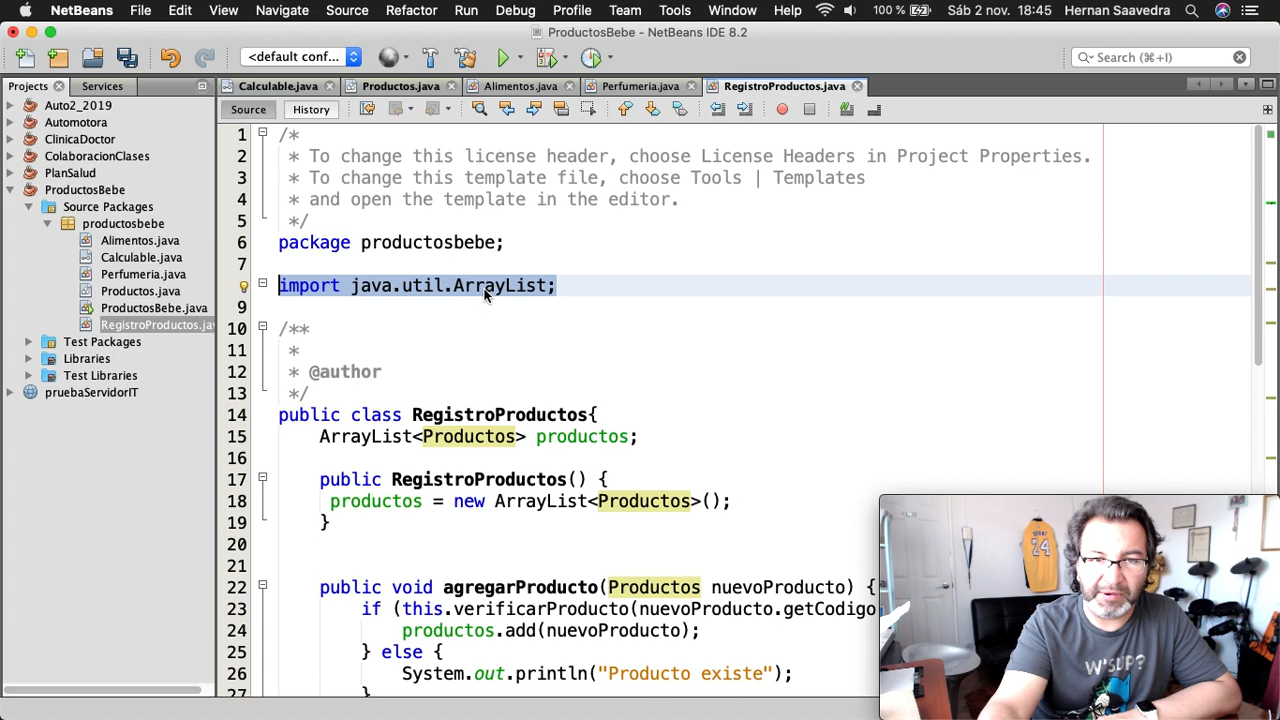 NetBeans File Edit View Navigate Source Refactor Run Debug Profile Team Tools Window Help 100 % Sáb 2 nov. 18:45 Hernan Saavedra
ProductosBebe - NetBeans IDE 8.2
<default conf... Search (⌘+I)
Projects Services Calculable.java Productos.java Alimentos.java Perfumeria.java RegistroProductos.java
Source History
Auto2_2019
Automotora
ClinicaDoctor
ColaboracionClases
PlanSalud
ProductosBebe
Source Packages
productosbebe
Alimentos.java
Calculable.java
Perfumeria.java
Productos.java
ProductosBebe.java
RegistroProductos.jav
Test Packages
Libraries
Test Libraries
pruebaServidorIT
1 /*
2 * To change this license header, choose License Headers in Project Properties.
3 * To change this template file, choose Tools | Templates
4 * and open the template in the editor.
5 */
6 package productosbebe;
7
import java.util.ArrayList;
9
10 /**
11 *
12 * @author
13 */
14 public class RegistroProductos{
15 ArrayList<Productos> productos;
16
17 public RegistroProductos() {
18 productos = new ArrayList<Productos>();
19 }
20
21
22 public void agregarProducto(Productos nuevoProducto) {
23 if (this.verificarProducto(nuevoProducto.getCodigo
24 productos.add(nuevoProducto);
25 } else {
26 System.out.println("Producto existe");
27 }
24
W'SUP?